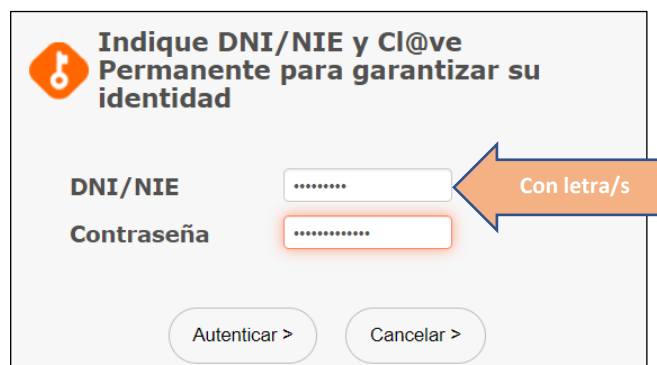 Indique DNI/NIE y Cl@ve
Permanente para garantizar su
identidad
DNI/NIE
•••••••••
Con letra/s
Contraseña
•••••••••••••
Autenticar >
Cancelar >